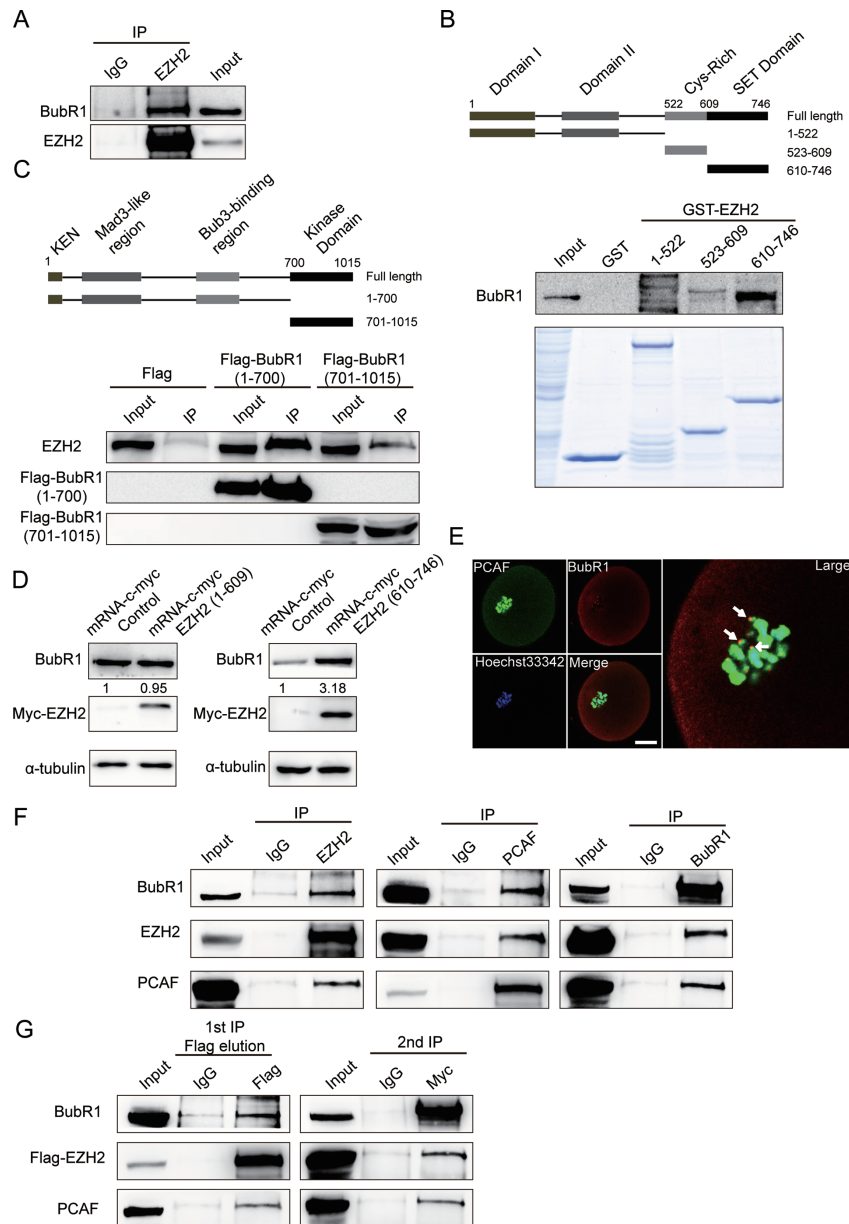 A
IP
IgG
EZH2
Input
BubR1
EZH2
B
Domain I
Domain II
Cys-Rich
SET Domain
1
522
609
746
Full length
1-522
523-609
610-746
GST-EZH2
Input
GST
1-522
523-609
610-746
BubR1
C
KEN
Mad3-like region
Bub3-binding region
Kinase Domain
1
700
1015
Full length
1-700
701-1015
Flag
Flag-BubR1
(1-700)
Flag-BubR1
(701-1015)
Input
IP
Input
IP
Input
IP
EZH2
Flag-BubR1
(1-700)
Flag-BubR1
(701-1015)
D
mRNA-c-myc
Control
mRNA-c-myc
EZH2 (1-609)
BubR1
1 0.95
Myc-EZH2
α-tubulin
mRNA-c-myc
Control
mRNA-c-myc
EZH2 (610-746)
BubR1
1 3.18
Myc-EZH2
α-tubulin
E
PCAF
BubR1
Large
Hoechst33342
Merge
F
IP
Input
IgG
EZH2
IP
Input
IgG
PCAF
IP
Input
IgG
BubR1
BubR1
EZH2
PCAF
G
1st IP
Flag elution
Input
IgG
Flag
2nd IP
Input
IgG
Myc
BubR1
Flag-EZH2
PCAF